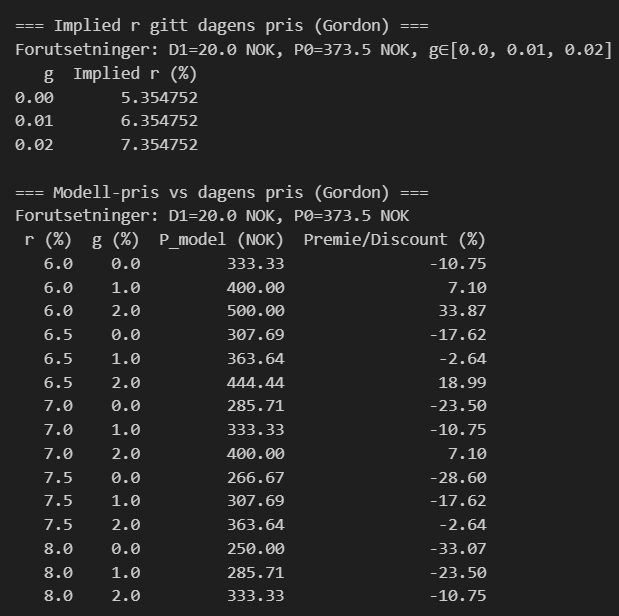 === Implied r gitt dagens pris (Gordon) ===
Forutsetninger: D1=20.0 NOK, P0=373.5 NOK, g∈[0.0, 0.01, 0.02]
   g  Implied r (%)
0.00       5.354752
0.01       6.354752
0.02       7.354752

=== Modell-pris vs dagens pris (Gordon) ===
Forutsetninger: D1=20.0 NOK, P0=373.5 NOK
 r (%)  g (%)  P_model (NOK)  Premie/Discount (%)
   6.0    0.0         333.33               -10.75
   6.0    1.0         400.00                 7.10
   6.0    2.0         500.00                33.87
   6.5    0.0         307.69               -17.62
   6.5    1.0         363.64                -2.64
   6.5    2.0         444.44                18.99
   7.0    0.0         285.71               -23.50
   7.0    1.0         333.33               -10.75
   7.0    2.0         400.00                 7.10
   7.5    0.0         266.67               -28.60
   7.5    1.0         307.69               -17.62
   7.5    2.0         363.64                -2.64
   8.0    0.0         250.00               -33.07
   8.0    1.0         285.71               -23.50
   8.0    2.0         333.33               -10.75